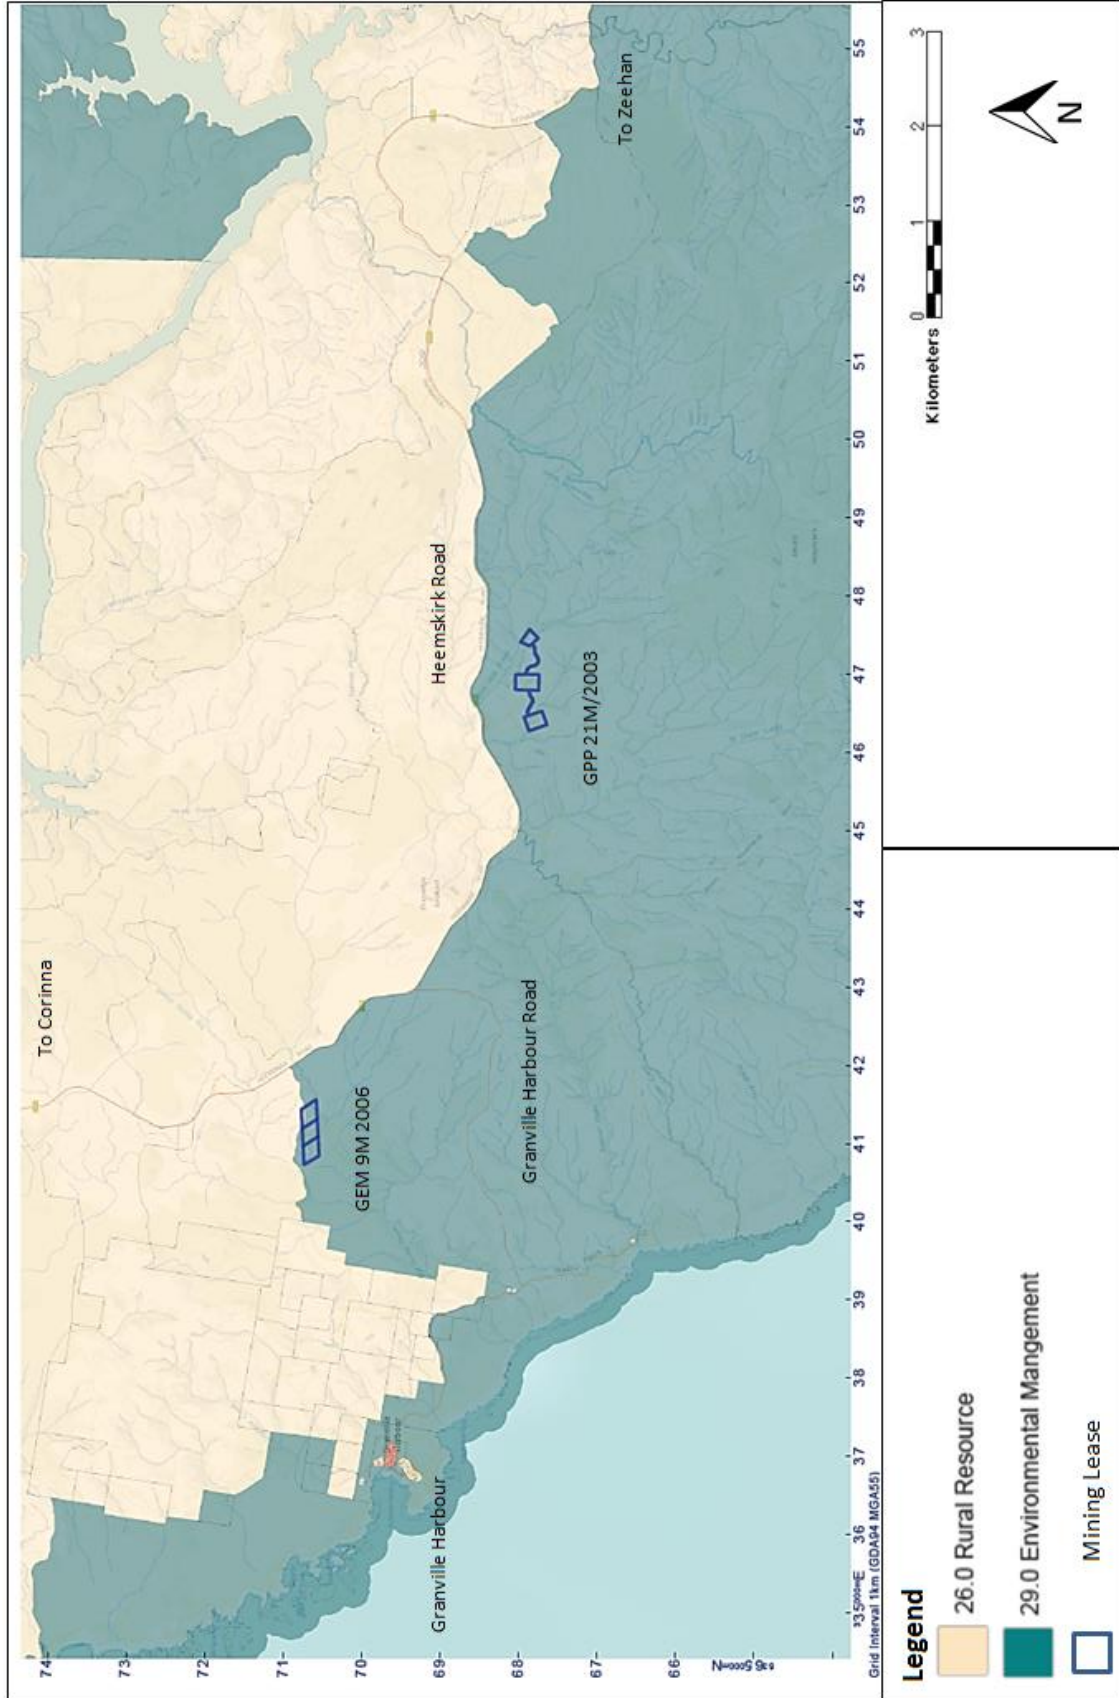 To Corinna
74
73
72
71
70
69
68
67
66
GEM 9M 2006
Heemskirk Road
Granville Harbour
GPP 21M/2003
Granville Harbour Road
To Zeehan
³35⁰⁰⁰mE 36 37 38 39 40 41 42 43 44 45 46 47 48 49 50 51 52 53 54 55
Grid Interval 1km (GDA94 MGA55)
Legend
26.0 Rural Resource
29.0 Environmental Mangement
Mining Lease
Kilometers
0 1 2 3
N